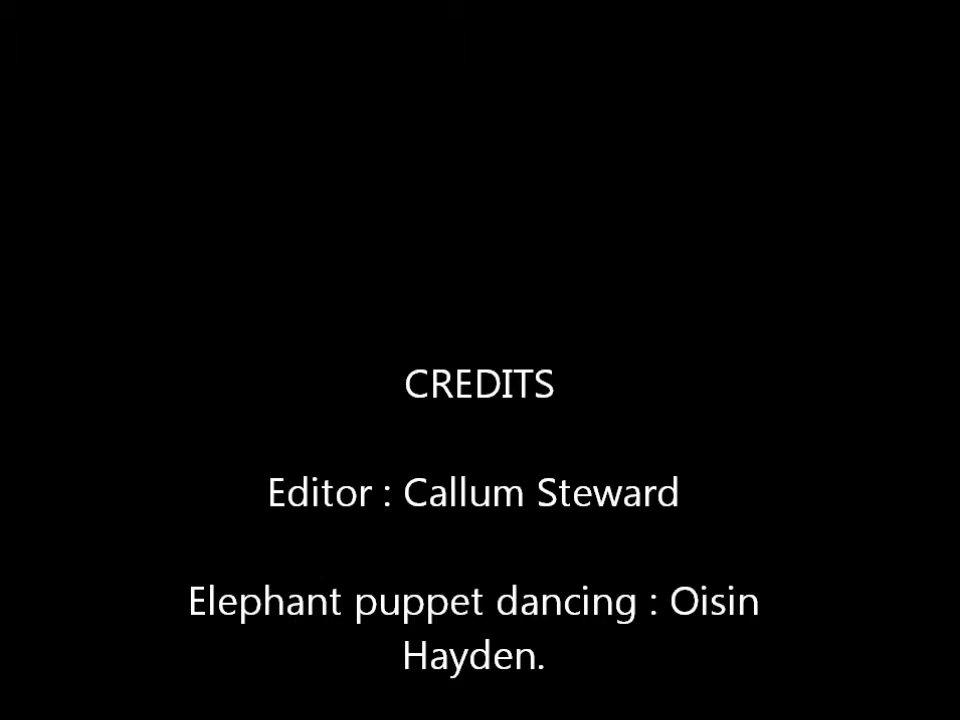 CREDITS
Editor : Callum Steward
Elephant puppet dancing : Oisin
Hayden.